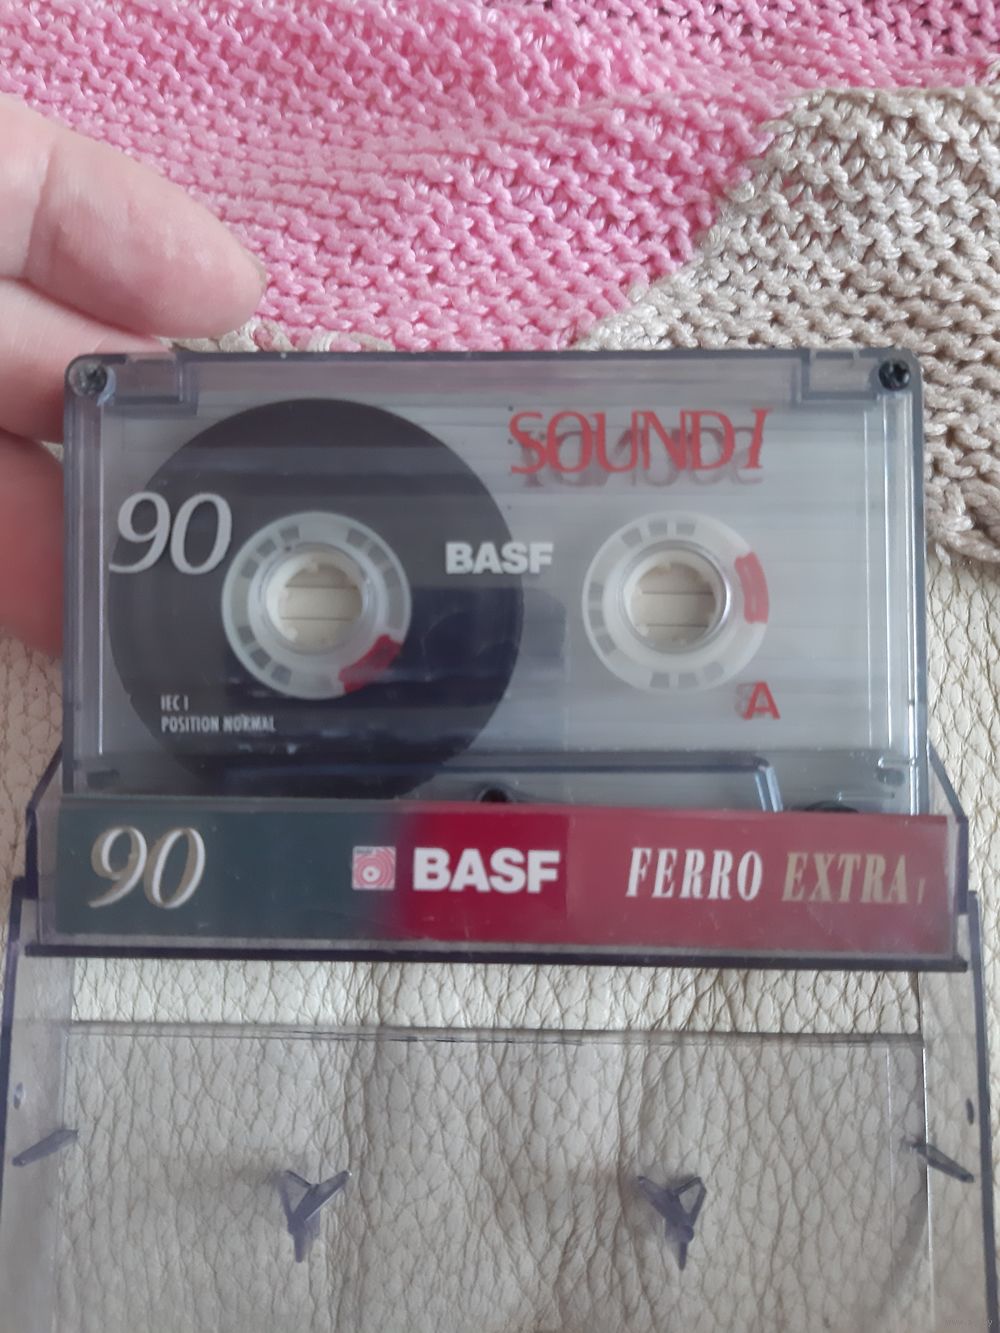 SOUND I
90
BASF
IEC I
POSITION NORMAL
A
90 BASF FERRO EXTRA I